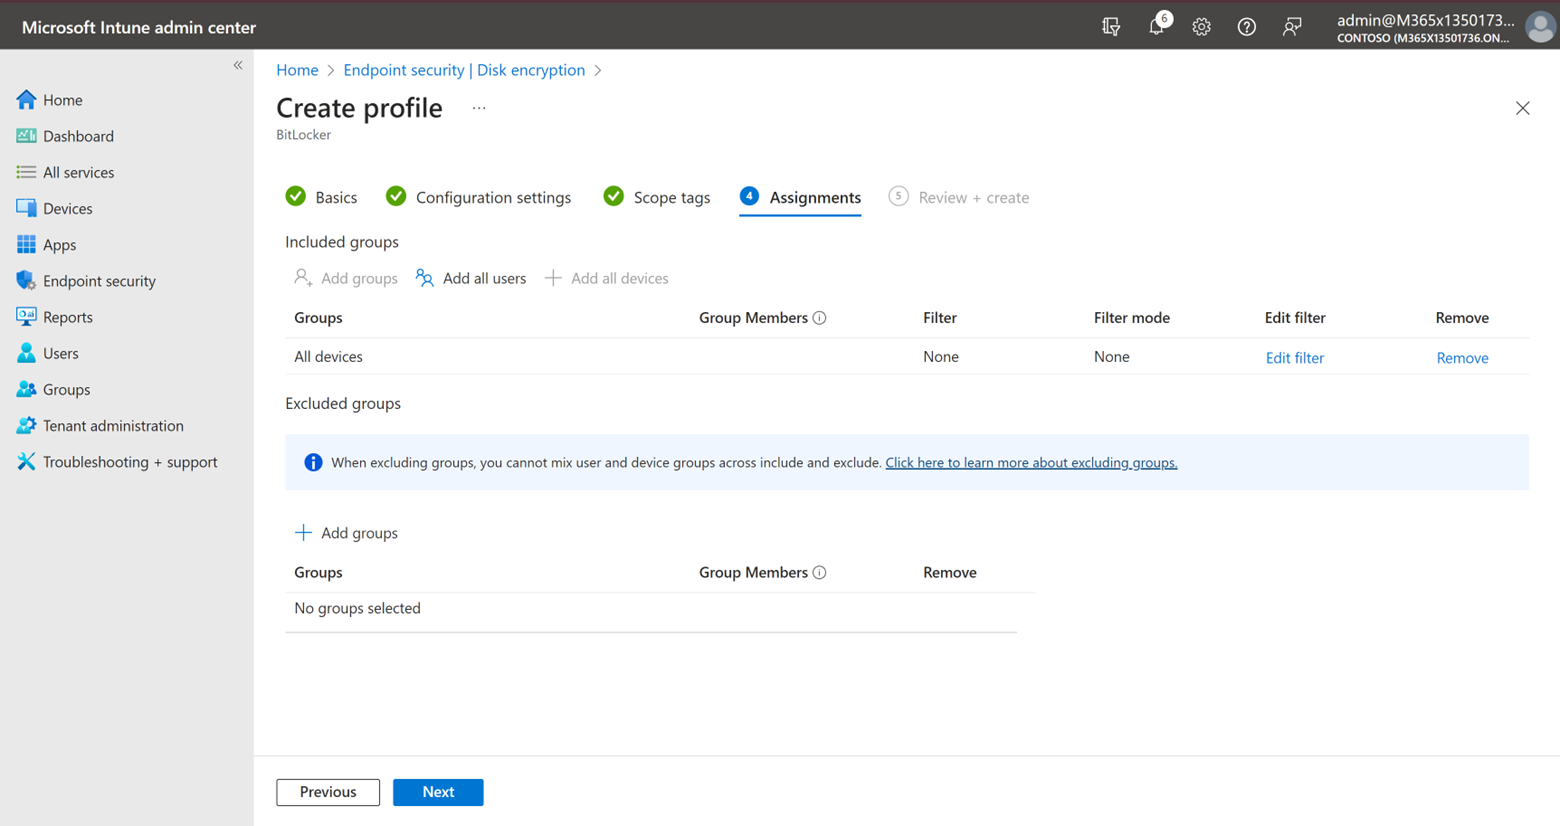 Microsoft Intune admin center
6
admin@M365x1350173...
CONTOSO (M365X13501736.ON...
«
Home
Dashboard
All services
Devices
Apps
Endpoint security
Reports
Users
Groups
Tenant administration
Troubleshooting + support
Home > Endpoint security | Disk encryption >
Create profile ...
BitLocker
Basics Configuration settings Scope tags 4 Assignments 5 Review + create
Included groups
Add groups Add all users Add all devices
Groups Group Members Filter Filter mode Edit filter Remove
All devices None None Edit filter Remove
Excluded groups
When excluding groups, you cannot mix user and device groups across include and exclude. Click here to learn more about excluding groups.
Add groups
Groups Group Members Remove
No groups selected
Previous Next